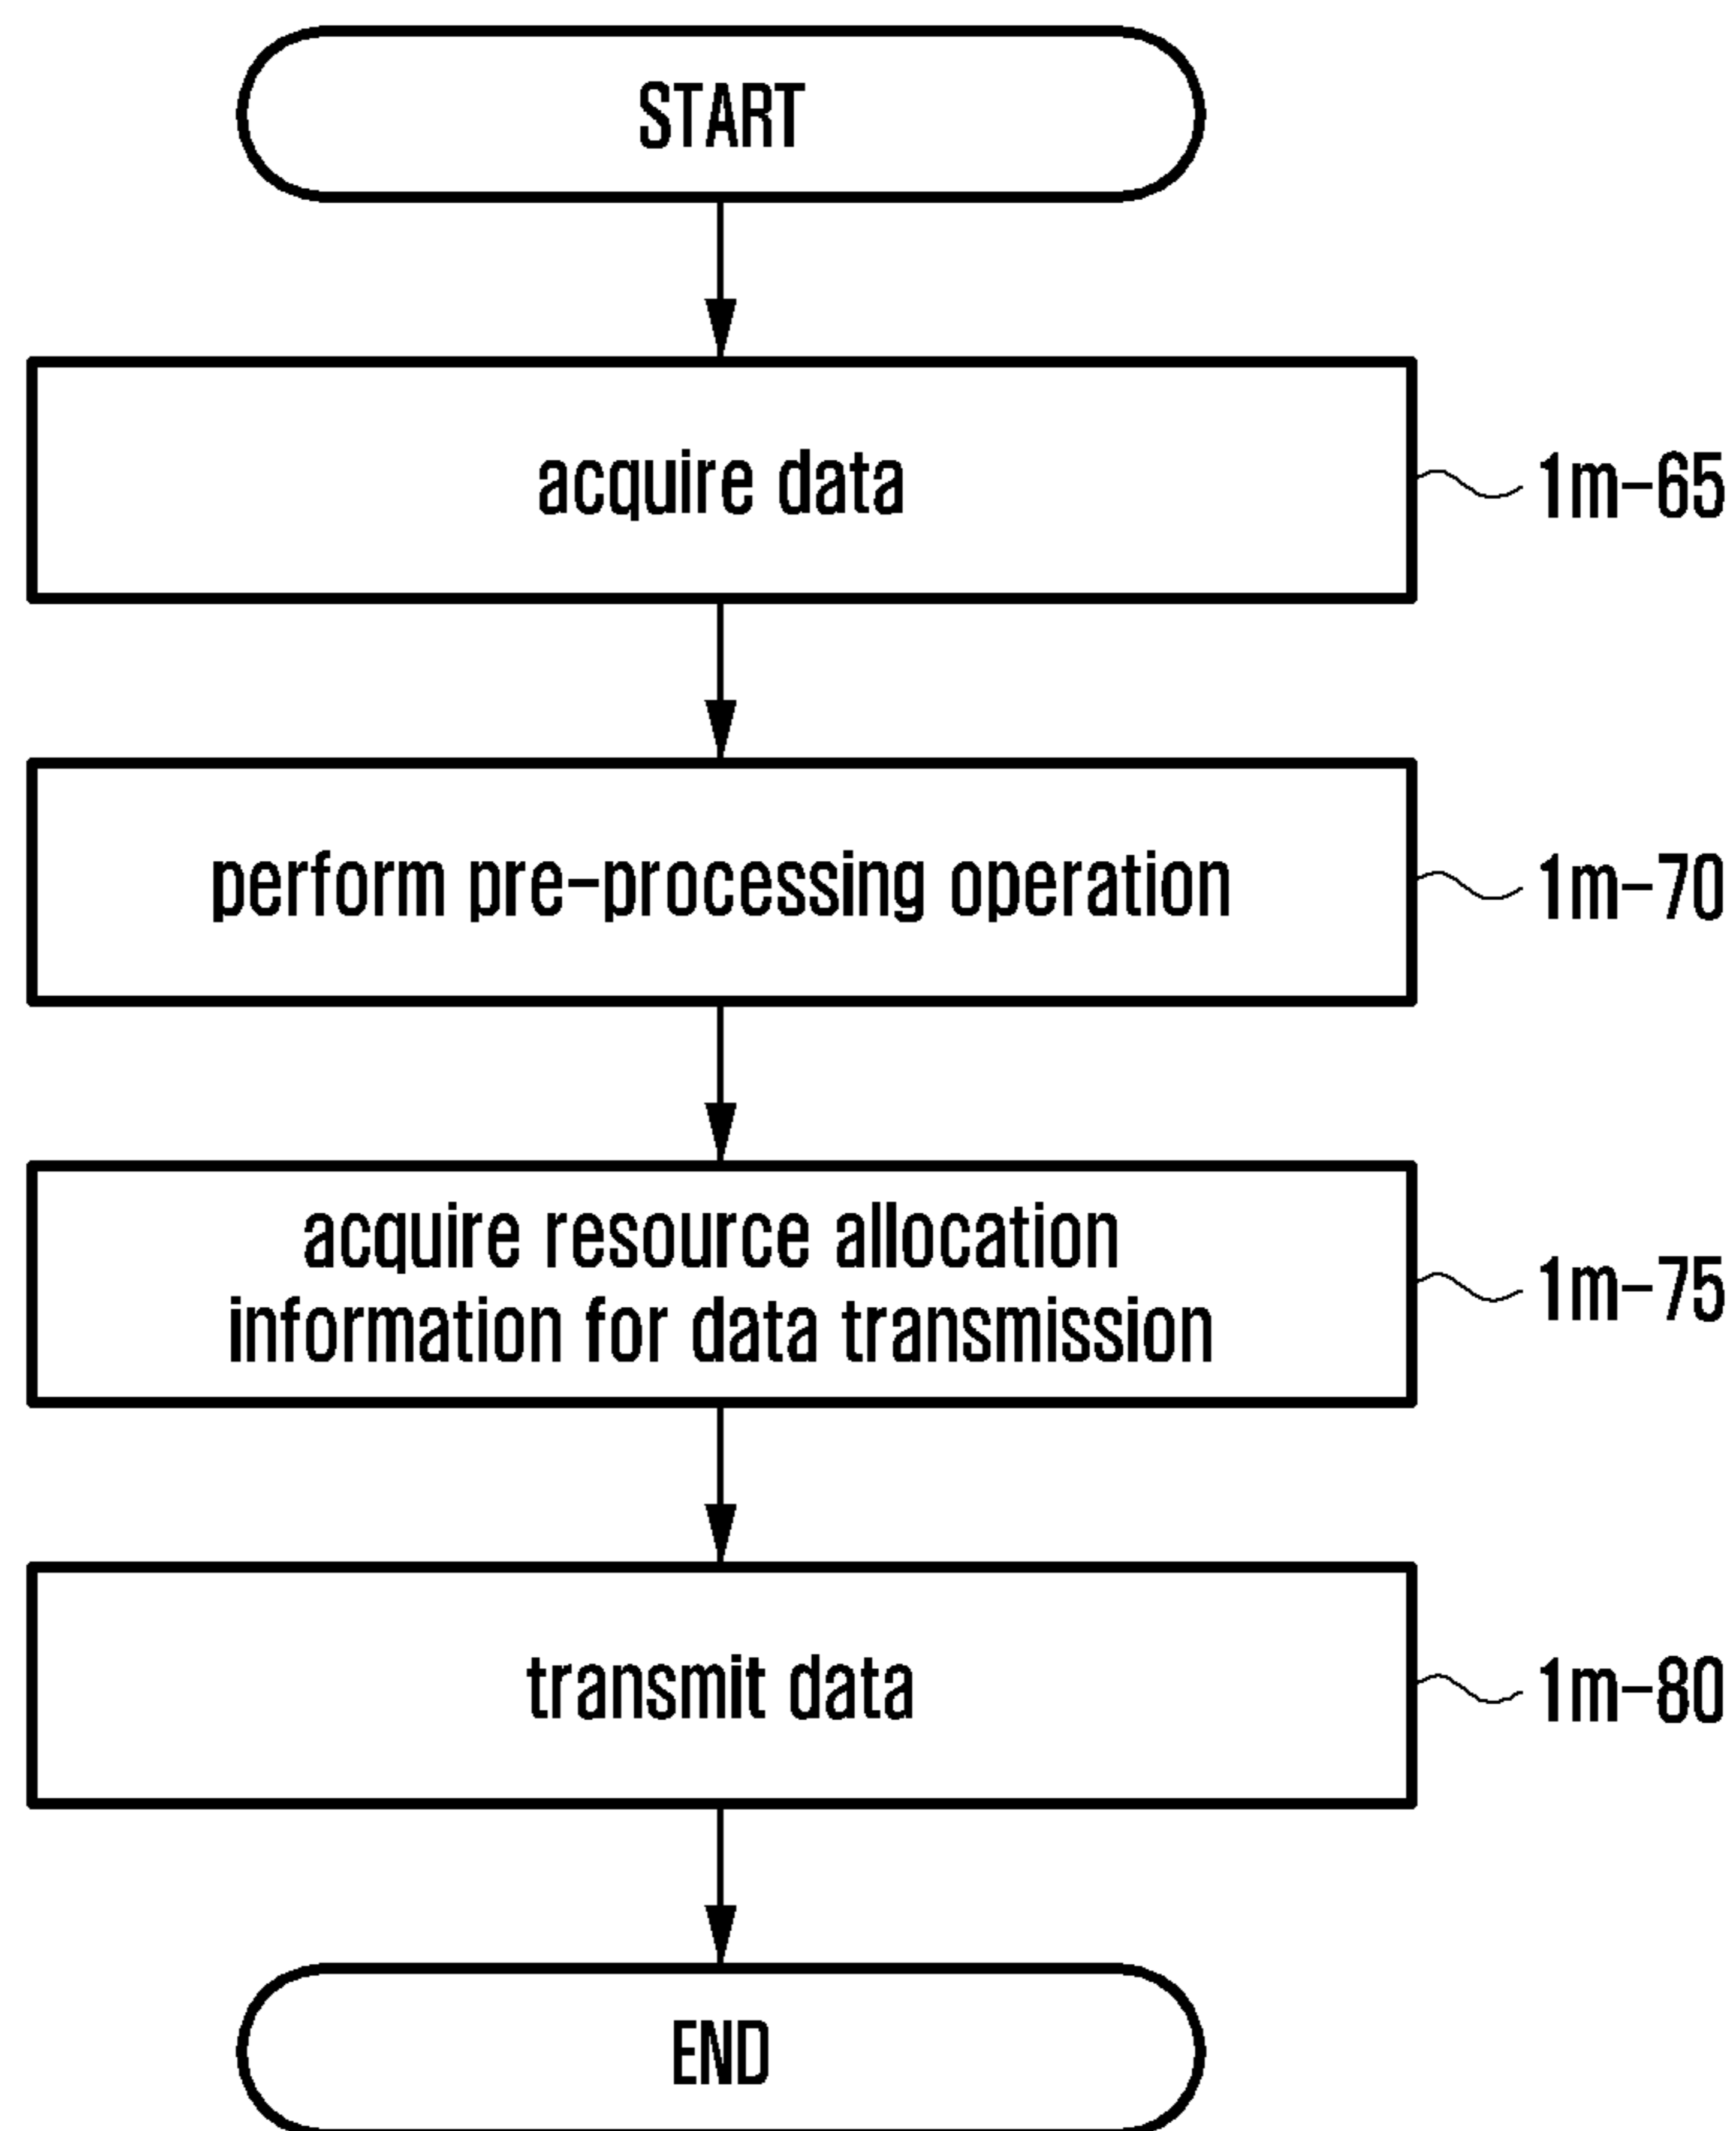 START
acquire data
1m-65
perform pre-processing operation
1m-70
acquire resource allocation
information for data transmission
1m-75
transmit data
1m-80
END